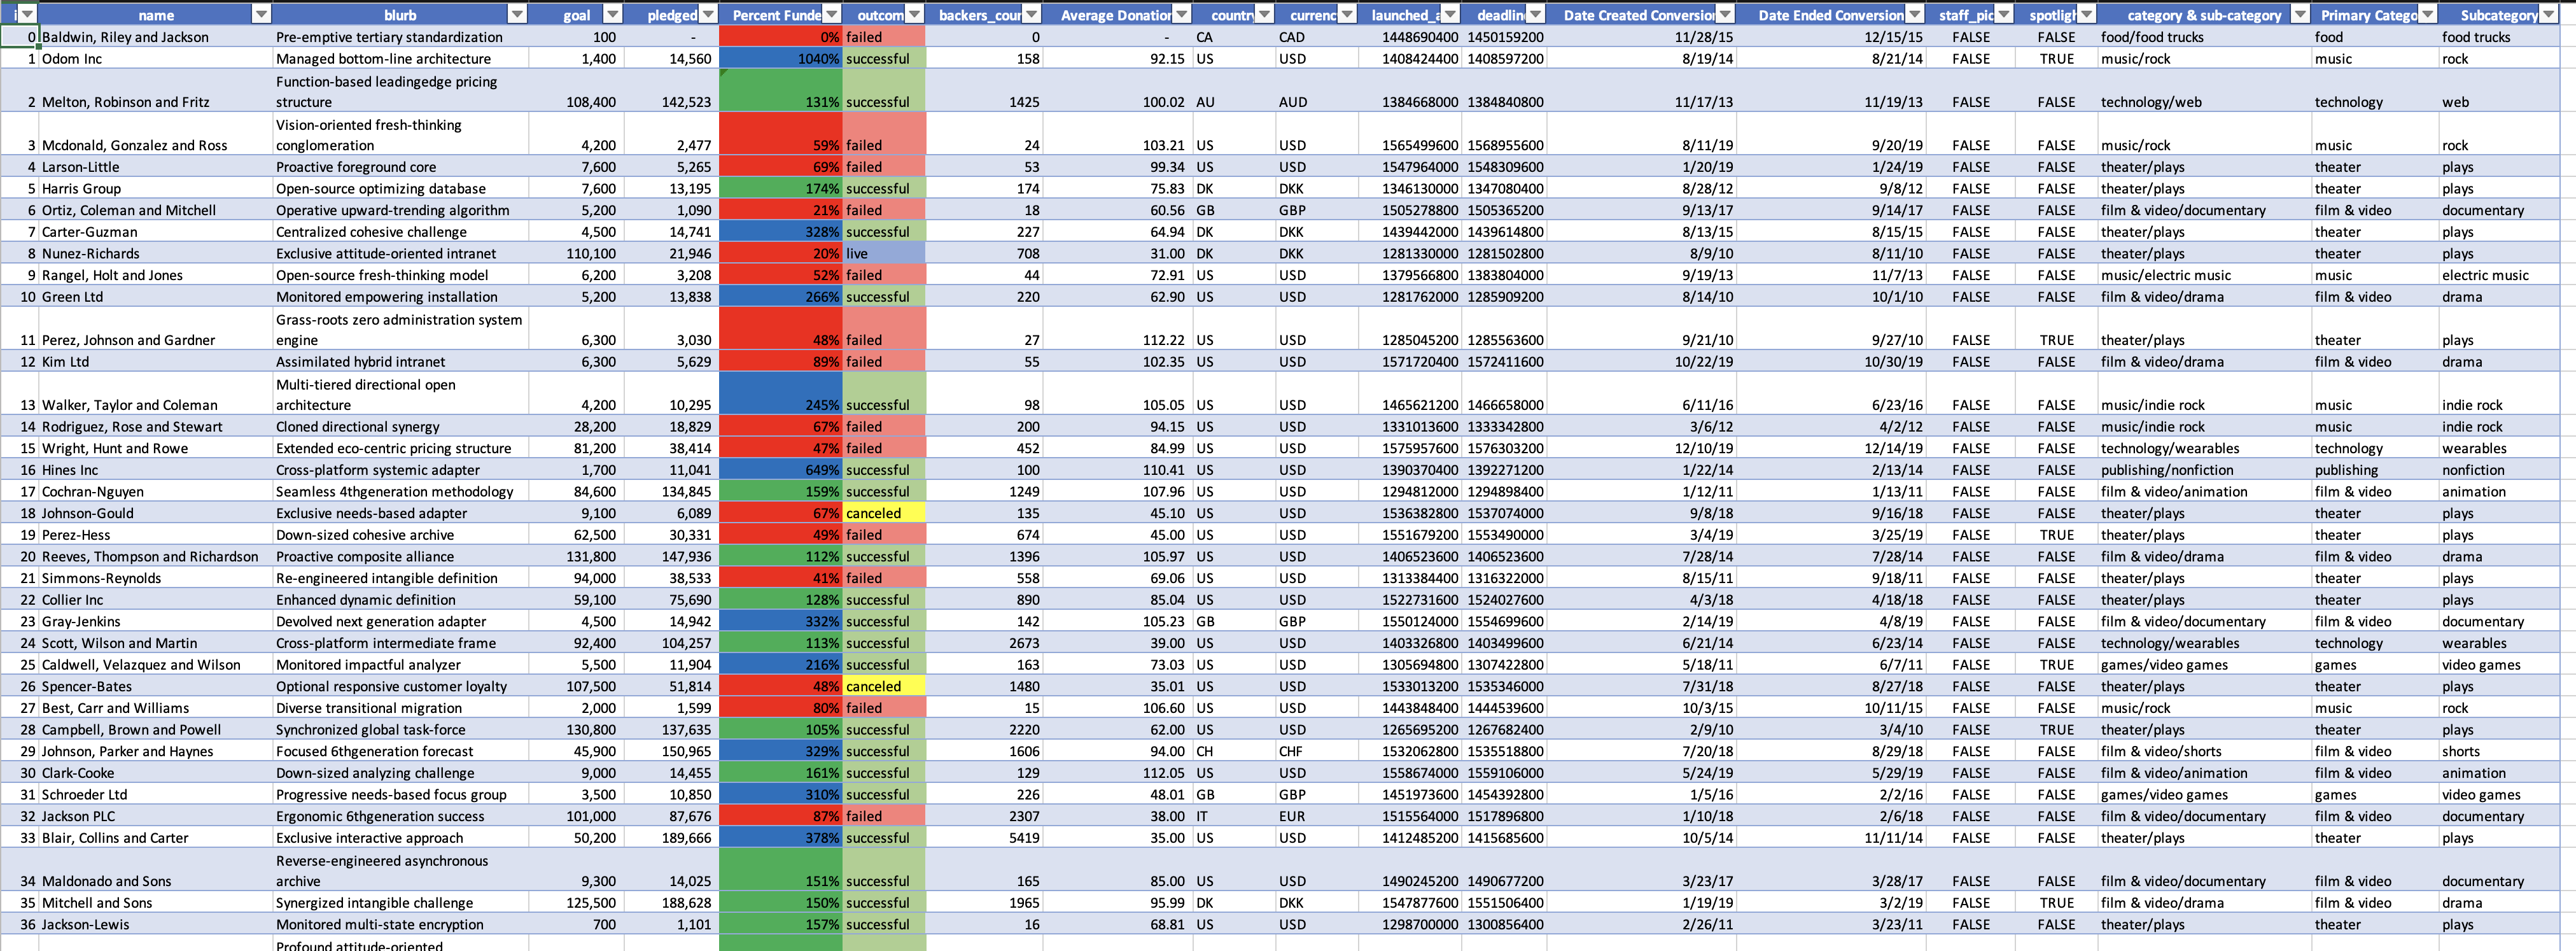 i name blurb goal pledged Percent Funde outcom backers_cour Average Donation country currenc launched_a deadlin Date Created Conversion Date Ended Conversion staff_pic spotligh category & sub-category Primary Catego Subcategory
0 Baldwin, Riley and Jackson Pre-emptive tertiary standardization 100 - 0% failed 0 - CA CAD 1448690400 1450159200 11/28/15 12/15/15 FALSE FALSE food/food trucks food food trucks
1 Odom Inc Managed bottom-line architecture 1,400 14,560 1040% successful 158 92.15 US USD 1408424400 1408597200 8/19/14 8/21/14 FALSE TRUE music/rock music rock
Function-based leadingedge pricing
2 Melton, Robinson and Fritz structure 108,400 142,523 131% successful 1425 100.02 AU AUD 1384668000 1384840800 11/17/13 11/19/13 FALSE FALSE technology/web technology web
Vision-oriented fresh-thinking
3 Mcdonald, Gonzalez and Ross conglomeration 4,200 2,477 59% failed 24 103.21 US USD 1565499600 1568955600 8/11/19 9/20/19 FALSE FALSE music/rock music rock
4 Larson-Little Proactive foreground core 7,600 5,265 69% failed 53 99.34 US USD 1547964000 1548309600 1/20/19 1/24/19 FALSE FALSE theater/plays theater plays
5 Harris Group Open-source optimizing database 7,600 13,195 174% successful 174 75.83 DK DKK 1346130000 1347080400 8/28/12 9/8/12 FALSE FALSE theater/plays theater plays
6 Ortiz, Coleman and Mitchell Operative upward-trending algorithm 5,200 1,090 21% failed 18 60.56 GB GBP 1505278800 1505365200 9/13/17 9/14/17 FALSE FALSE film & video/documentary film & video documentary
7 Carter-Guzman Centralized cohesive challenge 4,500 14,741 328% successful 227 64.94 DK DKK 1439442000 1439614800 8/13/15 8/15/15 FALSE FALSE theater/plays theater plays
8 Nunez-Richards Exclusive attitude-oriented intranet 110,100 21,946 20% live 708 31.00 DK DKK 1281330000 1281502800 8/9/10 8/11/10 FALSE FALSE theater/plays theater plays
9 Rangel, Holt and Jones Open-source fresh-thinking model 6,200 3,208 52% failed 44 72.91 US USD 1379566800 1383804000 9/19/13 11/7/13 FALSE FALSE music/electric music music electric music
10 Green Ltd Monitored empowering installation 5,200 13,838 266% successful 220 62.90 US USD 1281762000 1285909200 8/14/10 10/1/10 FALSE FALSE film & video/drama film & video drama
Grass-roots zero administration system
11 Perez, Johnson and Gardner engine 6,300 3,030 48% failed 27 112.22 US USD 1285045200 1285563600 9/21/10 9/27/10 FALSE TRUE theater/plays theater plays
12 Kim Ltd Assimilated hybrid intranet 6,300 5,629 89% failed 55 102.35 US USD 1571720400 1572411600 10/22/19 10/30/19 FALSE FALSE film & video/drama film & video drama
Multi-tiered directional open
13 Walker, Taylor and Coleman architecture 4,200 10,295 245% successful 98 105.05 US USD 1465621200 1466658000 6/11/16 6/23/16 FALSE FALSE music/indie rock music indie rock
14 Rodriguez, Rose and Stewart Cloned directional synergy 28,200 18,829 67% failed 200 94.15 US USD 1331013600 1333342800 3/6/12 4/2/12 FALSE FALSE music/indie rock music indie rock
15 Wright, Hunt and Rowe Extended eco-centric pricing structure 81,200 38,414 47% failed 452 84.99 US USD 1575957600 1576303200 12/10/19 12/14/19 FALSE FALSE technology/wearables technology wearables
16 Hines Inc Cross-platform systemic adapter 1,700 11,041 649% successful 100 110.41 US USD 1390370400 1392271200 1/22/14 2/13/14 FALSE FALSE publishing/nonfiction publishing nonfiction
17 Cochran-Nguyen Seamless 4thgeneration methodology 84,600 134,845 159% successful 1249 107.96 US USD 1294812000 1294898400 1/12/11 1/13/11 FALSE FALSE film & video/animation film & video animation
18 Johnson-Gould Exclusive needs-based adapter 9,100 6,089 67% canceled 135 45.10 US USD 1536382800 1537074000 9/8/18 9/16/18 FALSE FALSE theater/plays theater plays
19 Perez-Hess Down-sized cohesive archive 62,500 30,331 49% failed 674 45.00 US USD 1551679200 1553490000 3/4/19 3/25/19 FALSE TRUE theater/plays theater plays
20 Reeves, Thompson and Richardson Proactive composite alliance 131,800 147,936 112% successful 1396 105.97 US USD 1406523600 1406523600 7/28/14 7/28/14 FALSE FALSE film & video/drama film & video drama
21 Simmons-Reynolds Re-engineered intangible definition 94,000 38,533 41% failed 558 69.06 US USD 1313384400 1316322000 8/15/11 9/18/11 FALSE FALSE theater/plays theater plays
22 Collier Inc Enhanced dynamic definition 59,100 75,690 128% successful 890 85.04 US USD 1522731600 1524027600 4/3/18 4/18/18 FALSE FALSE theater/plays theater plays
23 Gray-Jenkins Devolved next generation adapter 4,500 14,942 332% successful 142 105.23 GB GBP 1550124000 1554699600 2/14/19 4/8/19 FALSE FALSE film & video/documentary film & video documentary
24 Scott, Wilson and Martin Cross-platform intermediate frame 92,400 104,257 113% successful 2673 39.00 US USD 1403326800 1403499600 6/21/14 6/23/14 FALSE FALSE technology/wearables technology wearables
25 Caldwell, Velazquez and Wilson Monitored impactful analyzer 5,500 11,904 216% successful 163 73.03 US USD 1305694800 1307422800 5/18/11 6/7/11 FALSE TRUE games/video games games video games
26 Spencer-Bates Optional responsive customer loyalty 107,500 51,814 48% canceled 1480 35.01 US USD 1533013200 1535346000 7/31/18 8/27/18 FALSE FALSE theater/plays theater plays
27 Best, Carr and Williams Diverse transitional migration 2,000 1,599 80% failed 15 106.60 US USD 1443848400 1444539600 10/3/15 10/11/15 FALSE FALSE music/rock music rock
28 Campbell, Brown and Powell Synchronized global task-force 130,800 137,635 105% successful 2220 62.00 US USD 1265695200 1267682400 2/9/10 3/4/10 FALSE TRUE theater/plays theater plays
29 Johnson, Parker and Haynes Focused 6thgeneration forecast 45,900 150,965 329% successful 1606 94.00 CH CHF 1532062800 1535518800 7/20/18 8/29/18 FALSE FALSE film & video/shorts film & video shorts
30 Clark-Cooke Down-sized analyzing challenge 9,000 14,455 161% successful 129 112.05 US USD 1558674000 1559106000 5/24/19 5/29/19 FALSE FALSE film & video/animation film & video animation
31 Schroeder Ltd Progressive needs-based focus group 3,500 10,850 310% successful 226 48.01 GB GBP 1451973600 1454392800 1/5/16 2/2/16 FALSE FALSE games/video games games video games
32 Jackson PLC Ergonomic 6thgeneration success 101,000 87,676 87% failed 2307 38.00 IT EUR 1515564000 1517896800 1/10/18 2/6/18 FALSE FALSE film & video/documentary film & video documentary
33 Blair, Collins and Carter Exclusive interactive approach 50,200 189,666 378% successful 5419 35.00 US USD 1412485200 1415685600 10/5/14 11/11/14 FALSE FALSE theater/plays theater plays
Reverse-engineered asynchronous
34 Maldonado and Sons archive 9,300 14,025 151% successful 165 85.00 US USD 1490245200 1490677200 3/23/17 3/28/17 FALSE FALSE film & video/documentary film & video documentary
35 Mitchell and Sons Synergized intangible challenge 125,500 188,628 150% successful 1965 95.99 DK DKK 1547877600 1551506400 1/19/19 3/2/19 FALSE TRUE film & video/drama film & video drama
36 Jackson-Lewis Monitored multi-state encryption 700 1,101 157% successful 16 68.81 US USD 1298700000 1300856400 2/26/11 3/23/11 FALSE FALSE theater/plays theater plays
Profound attitude-oriented